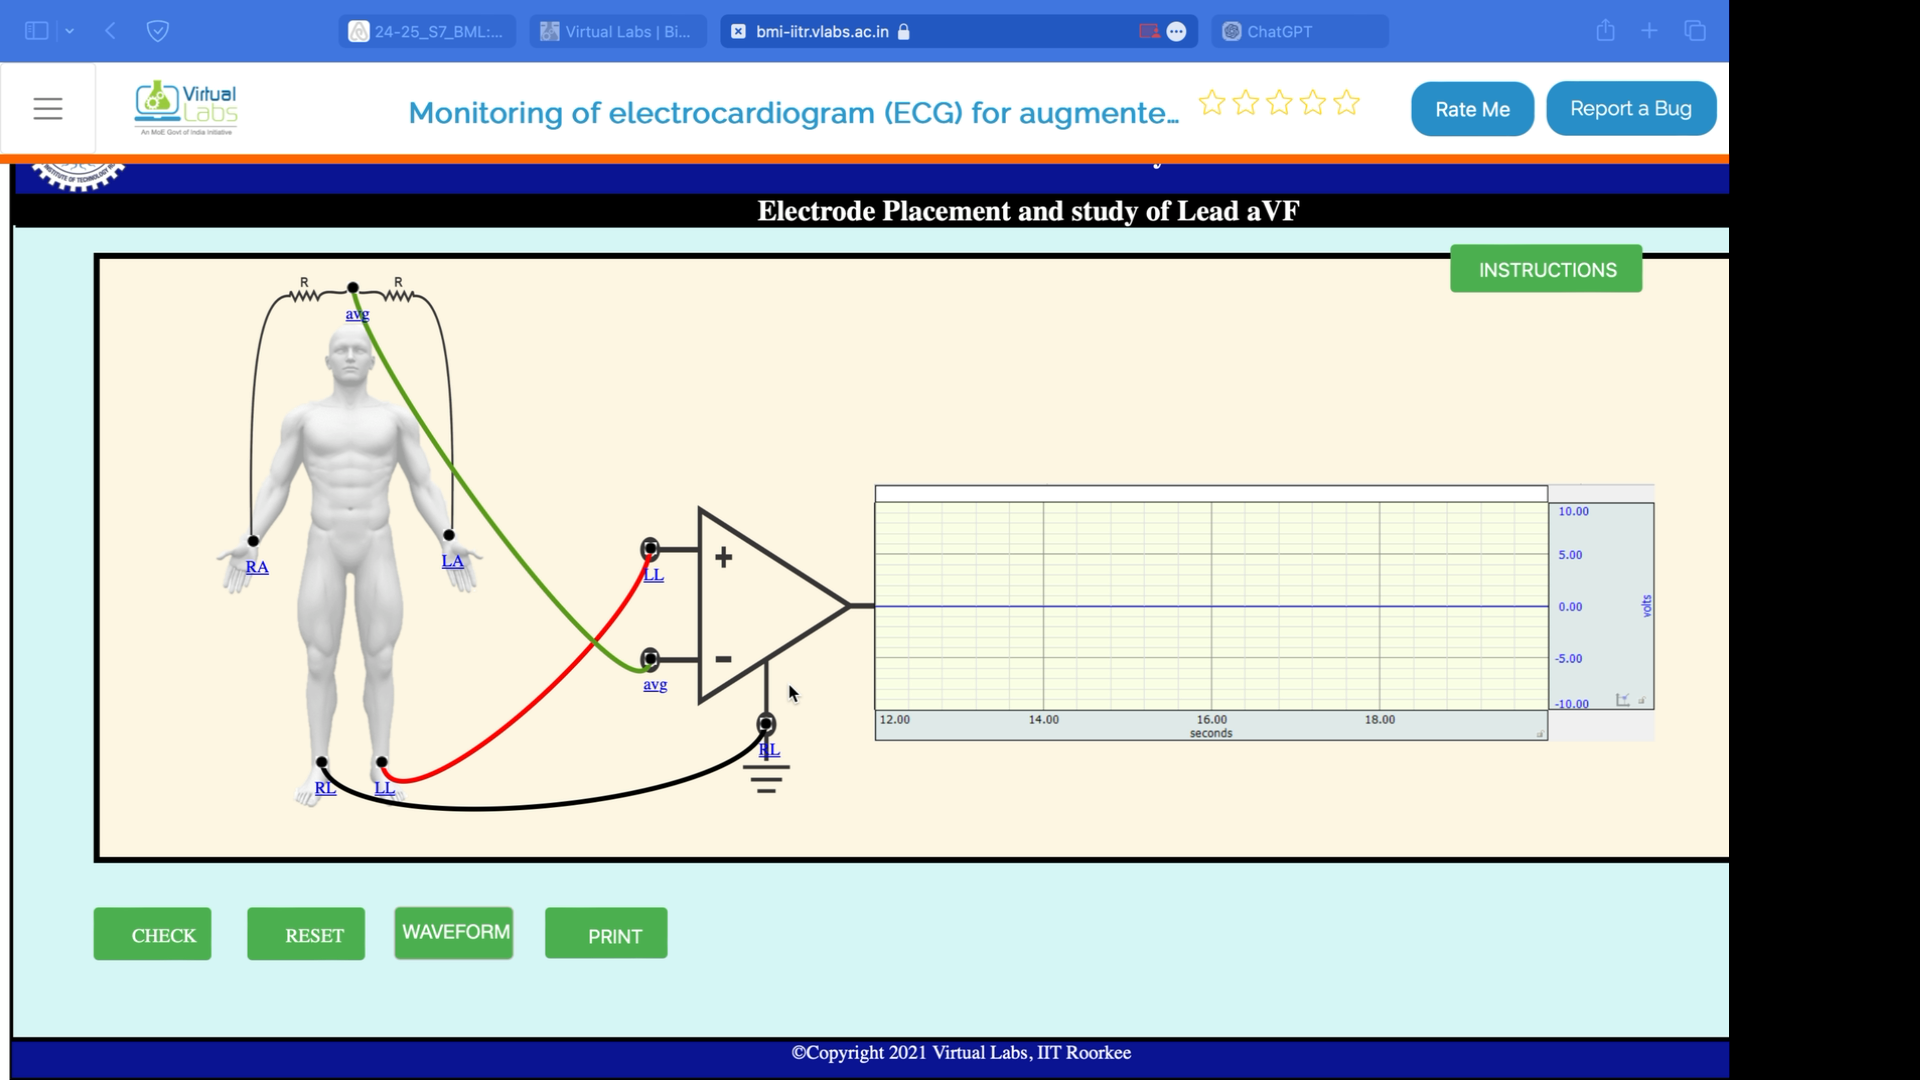 24-25_S7_BML:...
Virtual Labs | Bi...
bmi-iitr.vlabs.ac.in
ChatGPT
Virtual
Labs
An MoE Govt of India Initiative
Monitoring of electrocardiogram (ECG) for augmente...
Rate Me
Report a Bug
INSTITUTE OF TECHNOLOGY
Electrode Placement and study of Lead aVF
INSTRUCTIONS
R
R
avg
RA
LA
LL
+
-
avg
RL
RL
LL
10.00
5.00
0.00
-5.00
-10.00
volts
12.00
14.00
16.00
18.00
seconds
CHECK
RESET
WAVEFORM
PRINT
©Copyright 2021 Virtual Labs, IIT Roorkee